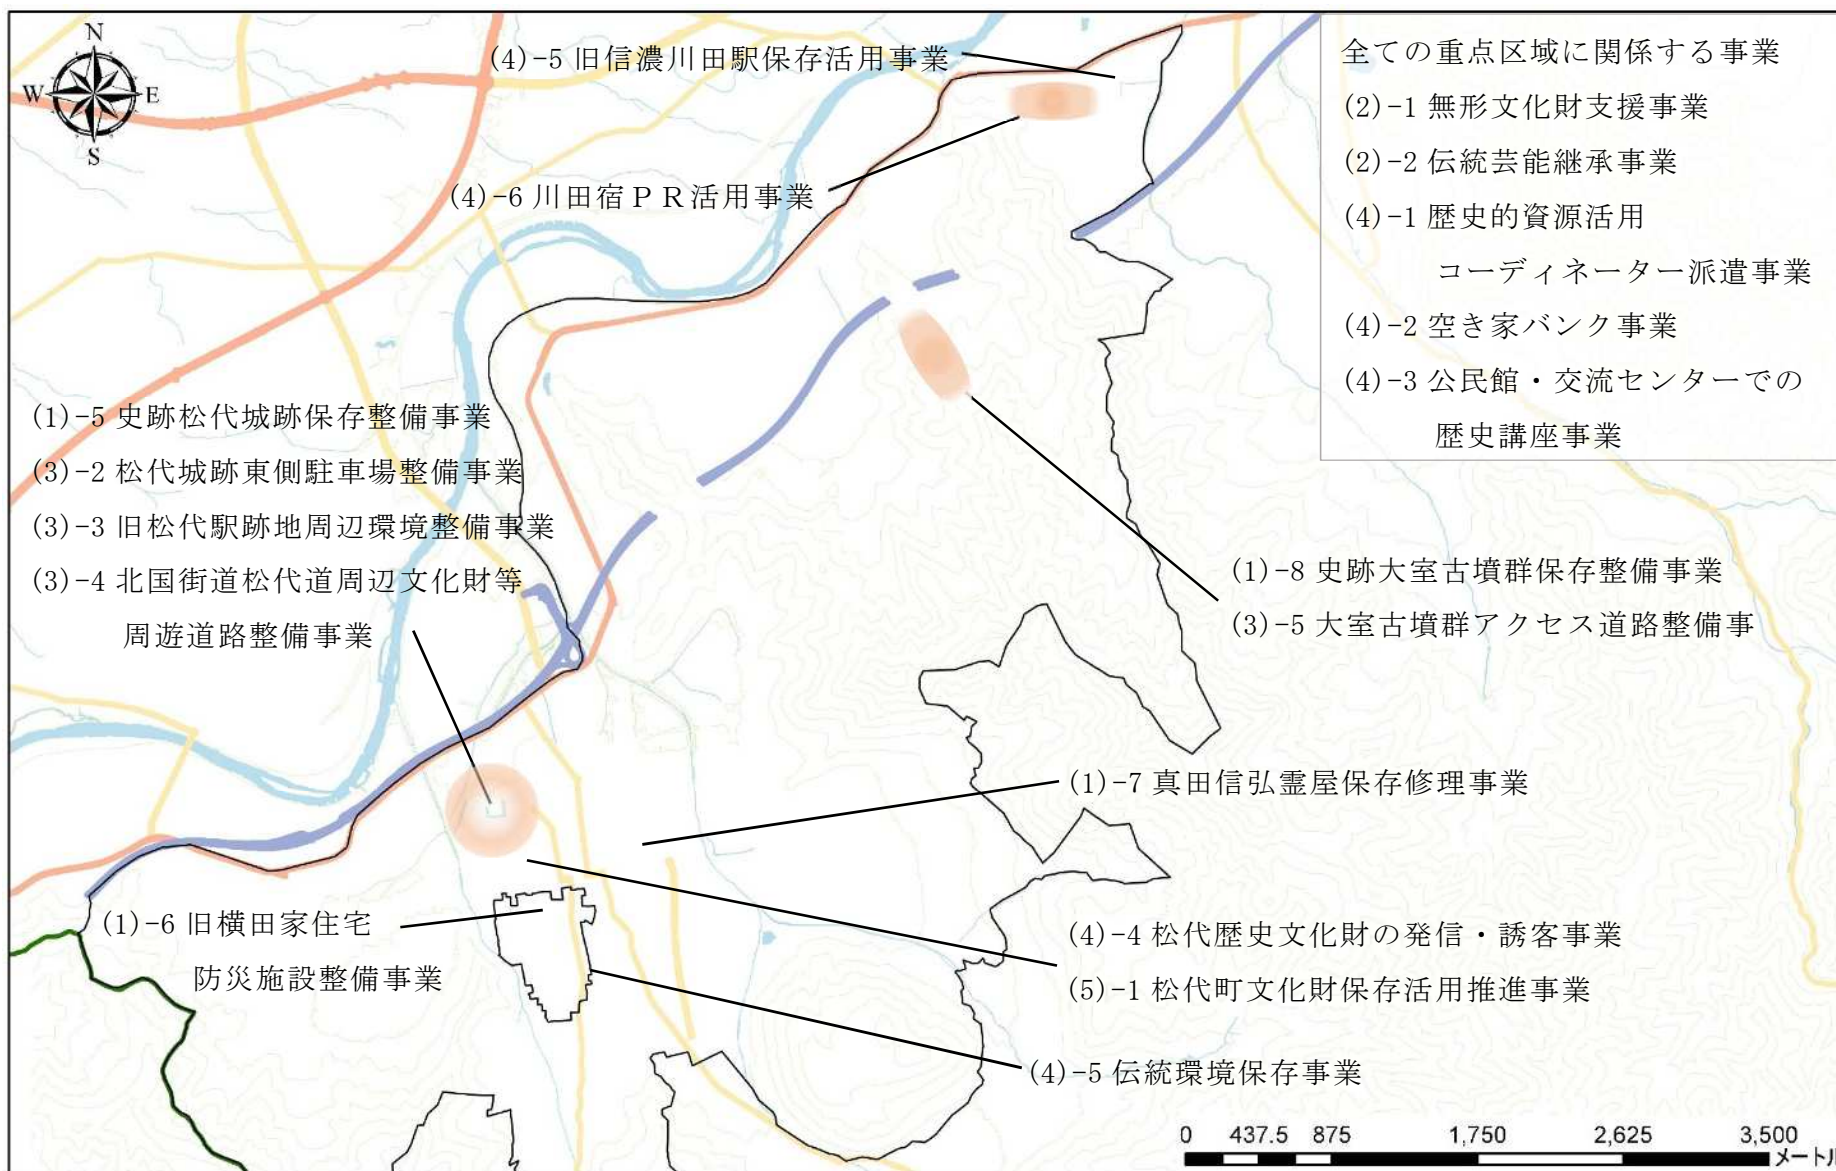 N
W
E
S
(4)-5 旧信濃川田駅保存活用事業
(4)-6 川田宿ＰＲ活用事業
全ての重点区域に関係する事業
(2)-1 無形文化財支援事業
(2)-2 伝統芸能継承事業
(4)-1 歴史的資源活用
コーディネーター派遣事業
(4)-2 空き家バンク事業
(4)-3 公民館・交流センターでの
歴史講座事業
(1)-5 史跡松代城跡保存整備事業
(3)-2 松代城跡東側駐車場整備事業
(3)-3 旧松代駅跡地周辺環境整備事業
(3)-4 北国街道松代道周辺文化財等
周遊道路整備事業
(1)-8 史跡大室古墳群保存整備事業
(3)-5 大室古墳群アクセス道路整備事
(1)-7 真田信弘霊屋保存修理事業
(1)-6 旧横田家住宅
防災施設整備事業
(4)-4 松代歴史文化財の発信・誘客事業
(5)-1 松代町文化財保存活用推進事業
(4)-5 伝統環境保存事業
0 437.5 875 1,750 2,625 3,500
メートル